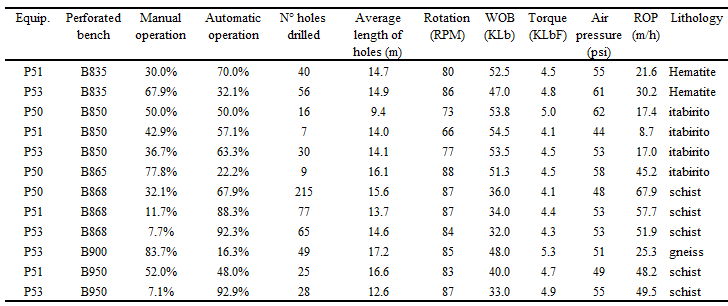 Equip. Perforated bench Manual operation Automatic operation N° holes drilled Average length of holes (m) Rotation (RPM) WOB (KLb) Torque (KLbF) Air pressure (psi) ROP (m/h) Lithology
P51 B835 30.0% 70.0% 40 14.7 80 52.5 4.5 55 21.6 Hematite
P53 B835 67.9% 32.1% 56 14.9 86 47.0 4.8 61 30.2 Hematite
P50 B850 50.0% 50.0% 16 9.4 73 53.8 5.0 62 17.4 itabirito
P51 B850 42.9% 57.1% 7 14.0 66 54.5 4.1 44 8.7 itabirito
P53 B850 36.7% 63.3% 30 14.1 77 53.5 4.5 53 17.0 itabirito
P50 B865 77.8% 22.2% 9 16.1 88 51.3 4.5 58 45.2 itabirito
P50 B868 32.1% 67.9% 215 15.6 87 36.0 4.1 48 67.9 schist
P51 B868 11.7% 88.3% 77 13.7 87 34.0 4.4 53 57.7 schist
P53 B868 7.7% 92.3% 65 14.6 84 32.0 4.3 53 51.9 schist
P53 B900 83.7% 16.3% 49 17.2 85 48.0 5.3 51 25.3 gneiss
P51 B950 52.0% 48.0% 25 16.6 83 40.0 4.7 49 48.2 schist
P53 B950 7.1% 92.9% 28 12.6 87 33.0 4.9 55 49.5 schist